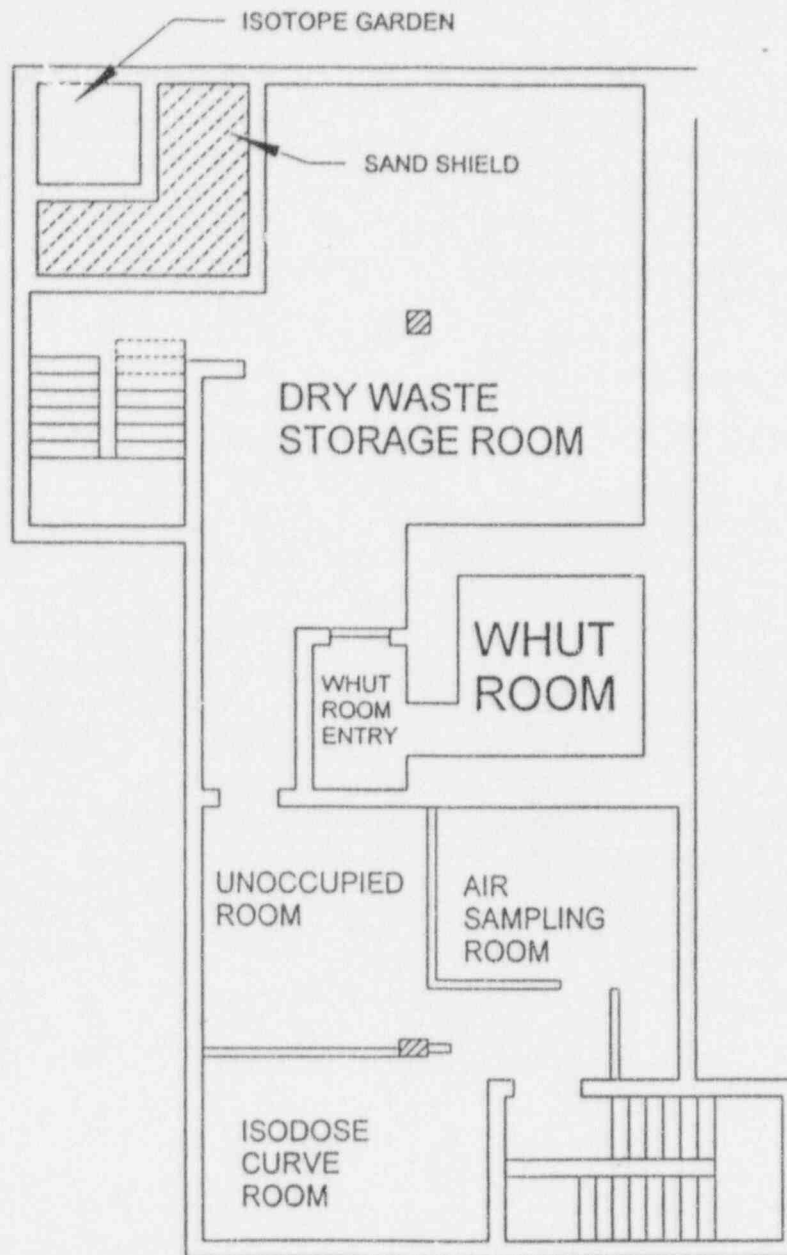 ISOTOPE GARDEN
SAND SHIELD
DRY WASTE
STORAGE ROOM
WHUT
ROOM
WHUT
ROOM
ENTRY
UNOCCUPIED
ROOM
AIR
SAMPLING
ROOM
ISODOSE
CURVE
ROOM